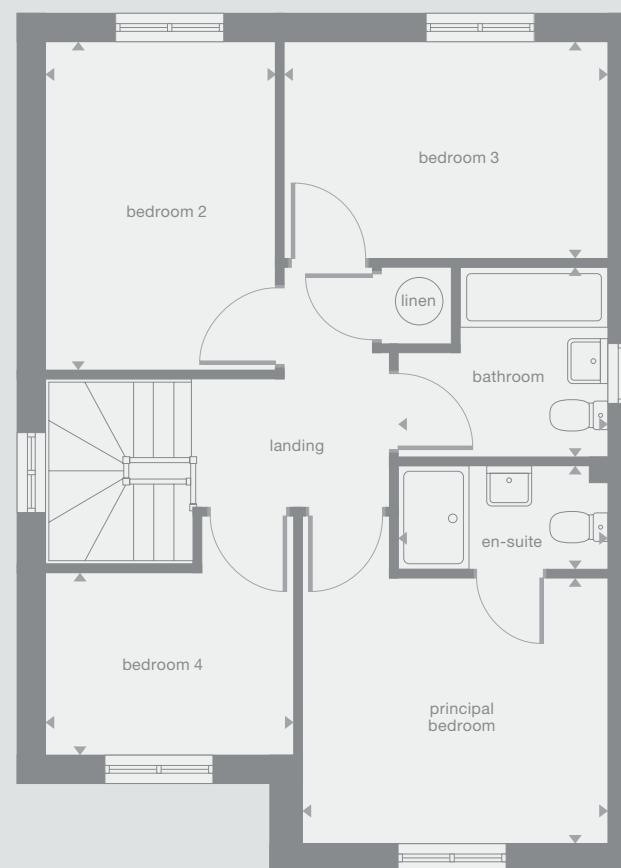 bedroom 3
bedroom 2
linen
bathroom
landing
en-suite
bedroom 4
principal
bedroom